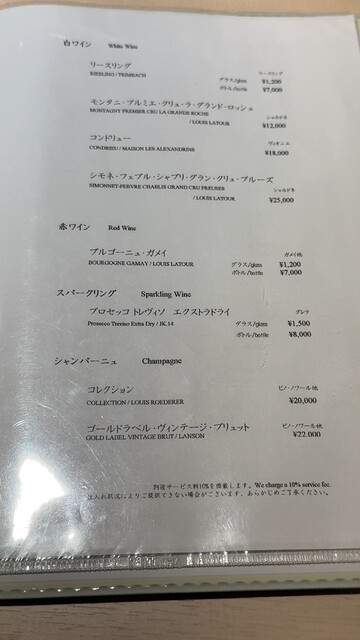 白ワイン White Wine
リースリング リースリング
RIESLING / TRIMBACH グラス/glass ¥1,200
ボトル/bottle ¥7,000
モンタニ・プルミエ・クリュ・ラ・グランド・ロッシュ
MONTAGNY PREMIER CRU LA GRANDE ROCHE シャルドネ
/ LOUIS LATOUR ¥12,000
コンドリュー ヴィオニエ
CONDRIEU / MAISON LES ALEXANDRINS ¥18,000
シモネ・フェブル・シャブリ・グラン・クリュ・プルーズ
SIMONNET-FEBVRE CHABLIS GRAND CRU PREUSES シャルドネ
/ LOUIS LATOUR ¥25,000
赤ワイン Red Wine
ブルゴーニュ・ガメイ ガメイ他
BOURGOGNE GAMAY / LOUIS LATOUR グラス/glass ¥1,200
ボトル/bottle ¥7,000
スパークリング Sparkling Wine
プロセッコ トレヴィソ エクストラドライ グレラ
Prosecco Treviso Extra Dry / JK.14 グラス/glass ¥1,500
ボトル/bottle ¥8,000
シャンパーニュ Champagne
コレクション ピノ・ノワール他
COLLECTION / LOUIS ROEDERER ¥20,000
ゴールドラベル・ヴィンテージ・ブリュット ピノ・ノワール他
GOLD LABEL VINTAGE BRUT / LANSON ¥22,000
別途サービス料10%を頂戴します。We charge a 10% service fee.
仕入れ状況によりご提供できない場合がございます、あらかじめご了承ください。